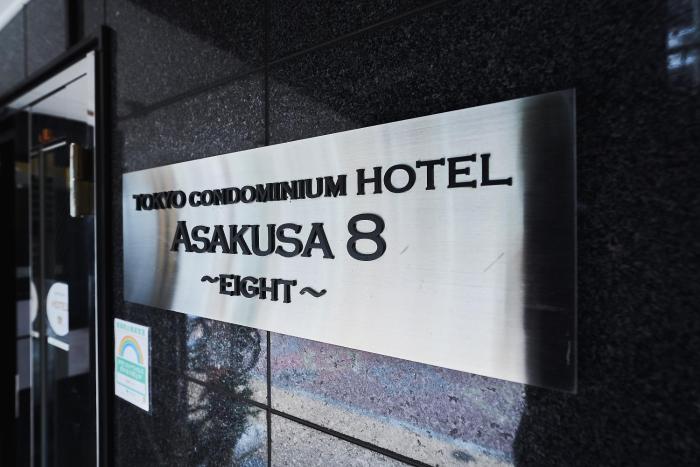 TOKYO CONDOMINIUM HOTEL
ASAKUSA 8
~EIGHT~